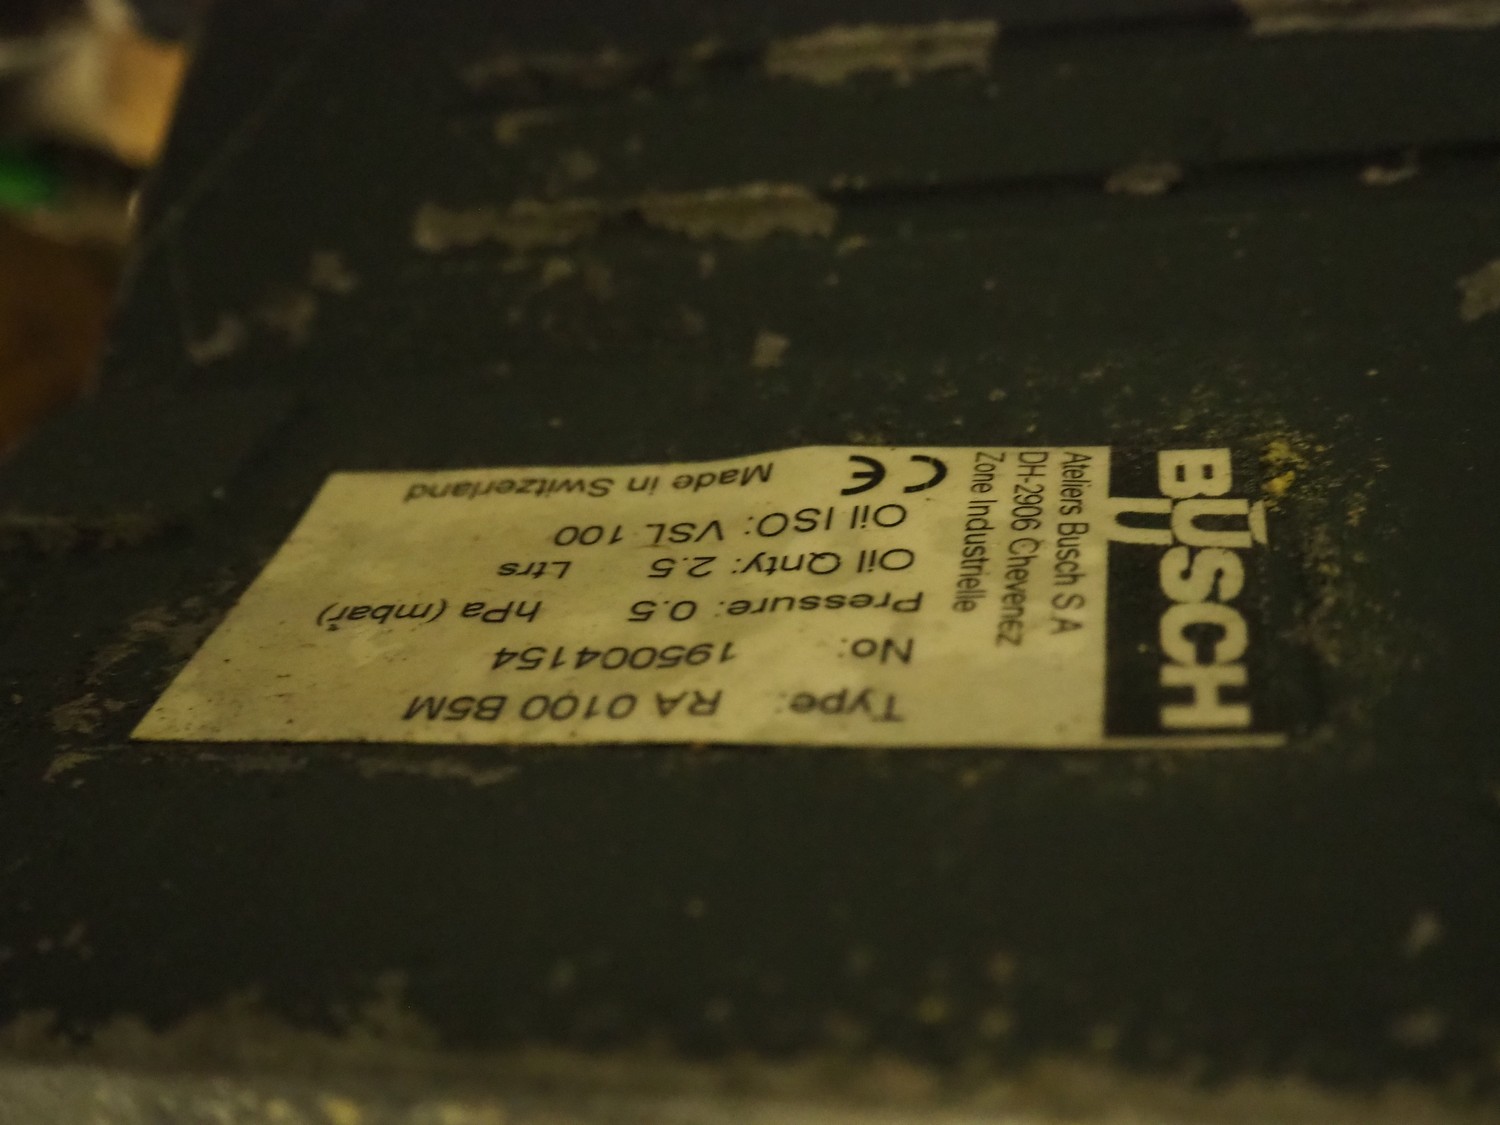 BUSCH
Ateliers Busch S A
DH-2906 Chevenez
Zone Industrielle
Type: RA 0100 B5M
No: 195004154
Pressure: 0.5 hPa (mbar)
Oil Qnty: 2.5 Ltrs
Oil ISO: VSL 100
CE Made in Switzerland